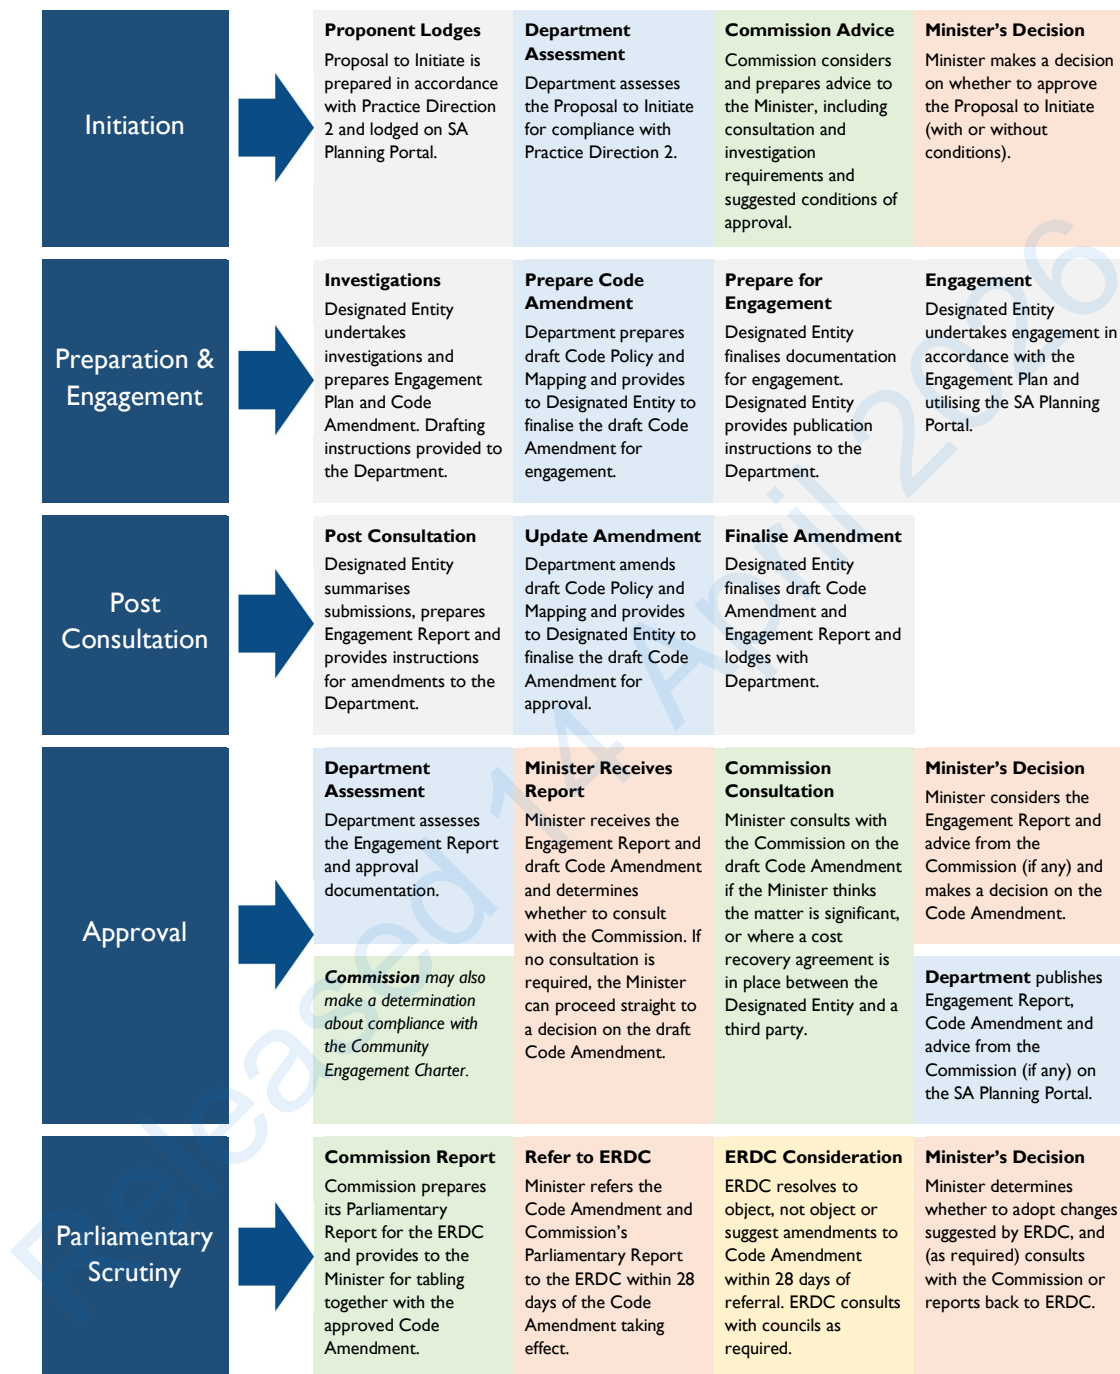 Initiation
Proponent Lodges
Proposal to Initiate is
prepared in accordance
with Practice Direction
2 and lodged on SA
Planning Portal.
Department
Assessment
Department assesses
the Proposal to Initiate
for compliance with
Practice Direction 2.
Commission Advice
Commission considers
and prepares advice to
the Minister, including
consultation and
investigation
requirements and
suggested conditions of
approval.
Minister's Decision
Minister makes a decision
on whether to approve
the Proposal to Initiate
(with or without
conditions).
Preparation &
Engagement
Investigations
Designated Entity
undertakes
investigations and
prepares Engagement
Plan and Code
Amendment. Drafting
instructions provided to
the Department.
Prepare Code
Amendment
Department prepares
draft Code Policy and
Mapping and provides
to Designated Entity to
finalise the draft Code
Amendment for
engagement.
Prepare for
Engagement
Designated Entity
finalises documentation
for engagement.
Designated Entity
provides publication
instructions to the
Department.
Engagement
Designated Entity
undertakes engagement in
accordance with the
Engagement Plan and
utilising the SA Planning
Portal.
Post
Consultation
Post Consultation
Designated Entity
summarises
submissions, prepares
Engagement Report and
provides instructions
for amendments to the
Department.
Update Amendment
Department amends
draft Code Policy and
Mapping and provides
to Designated Entity to
finalise the draft Code
Amendment for
approval.
Finalise Amendment
Designated Entity
finalises draft Code
Amendment and
Engagement Report and
lodges with
Department.
Approval
Department
Assessment
Department assesses
the Engagement Report
and approval
documentation.
Commission may also
make a determination
about compliance with
the Community
Engagement Charter.
Minister Receives
Report
Minister receives the
Engagement Report and
draft Code Amendment
and determines
whether to consult
with the Commission. If
no consultation is
required, the Minister
can proceed straight to
a decision on the draft
Code Amendment.
Commission
Consultation
Minister consults with
the Commission on the
draft Code Amendment
if the Minister thinks
the matter is significant,
or where a cost
recovery agreement is
in place between the
Designated Entity and a
third party.
Minister's Decision
Minister considers the
Engagement Report and
advice from the
Commission (if any) and
makes a decision on the
Code Amendment.
Department publishes
Engagement Report,
Code Amendment and
advice from the
Commission (if any) on
the SA Planning Portal.
Parliamentary
Scrutiny
Commission Report
Commission prepares
its Parliamentary
Report for the ERDC
and provides to the
Minister for tabling
together with the
approved Code
Amendment.
Refer to ERDC
Minister refers the
Code Amendment and
Commission's
Parliamentary Report
to the ERDC within 28
days of the Code
Amendment taking
effect.
ERDC Consideration
ERDC resolves to
object, not object or
suggest amendments to
Code Amendment
within 28 days of
referral. ERDC consults
with councils as
required.
Minister's Decision
Minister determines
whether to adopt changes
suggested by ERDC, and
(as required) consults
with the Commission or
reports back to ERDC.
Released 14 April 2026